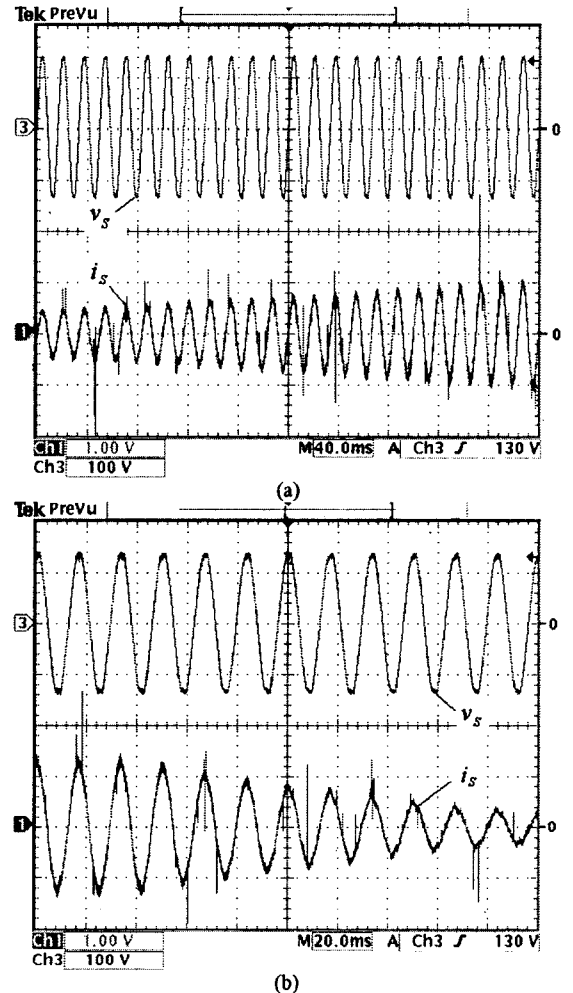 Tek PreVu
3
0
v_s
i_s
1
0
Ch1 1.00 V M 40.0ms A Ch3 ∫ 130 V
Ch3 100 V
(a)
Tek PreVu
3
0
v_s
i_s
1
0
Ch1 1.00 V M 20.0ms A Ch3 ∫ 130 V
Ch3 100 V
(b)